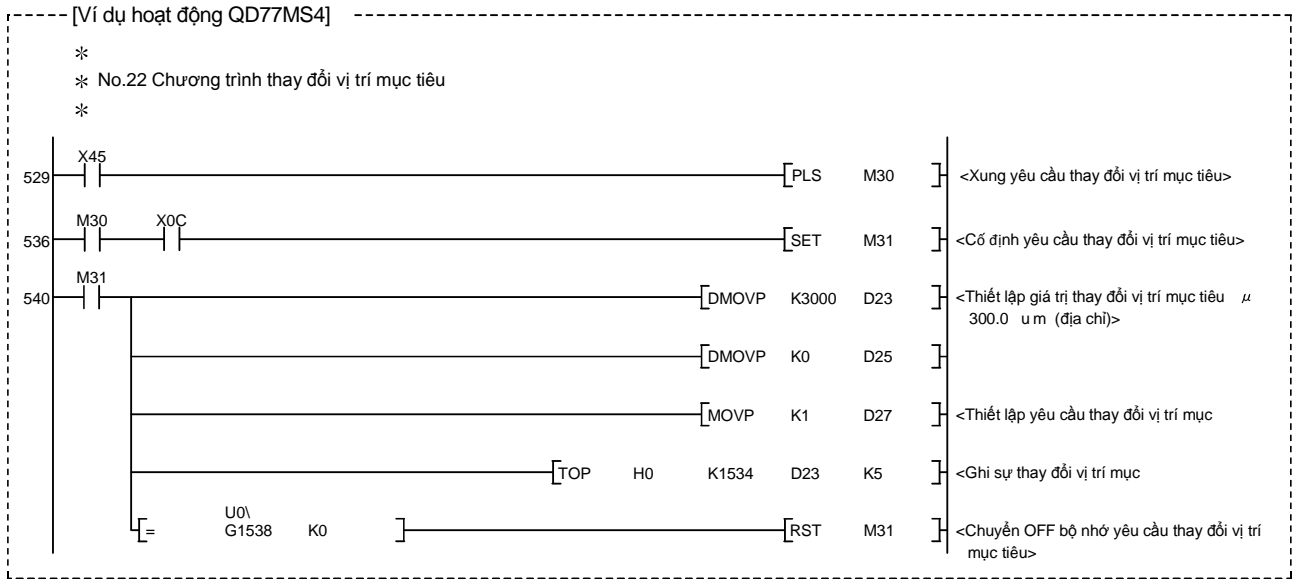 [Ví dụ hoạt động QD77MS4]
*
* No.22 Chương trình thay đổi vị trí mục tiêu
*
529 X45 PLS M30 <Xung yêu cầu thay đổi vị trí mục tiêu>
536 M30 X0C SET M31 <Cố định yêu cầu thay đổi vị trí mục tiêu>
540 M31 DMOVP K3000 D23 <Thiết lập giá trị thay đổi vị trí mục tiêu μ
300.0 u m (địa chỉ)>
DMOVP K0 D25
MOVP K1 D27 <Thiết lập yêu cầu thay đổi vị trí mục
TOP H0 K1534 D23 K5 <Ghi sự thay đổi vị trí mục
= U0\
G1538 K0 RST M31 <Chuyển OFF bộ nhớ yêu cầu thay đổi vị trí
mục tiêu>